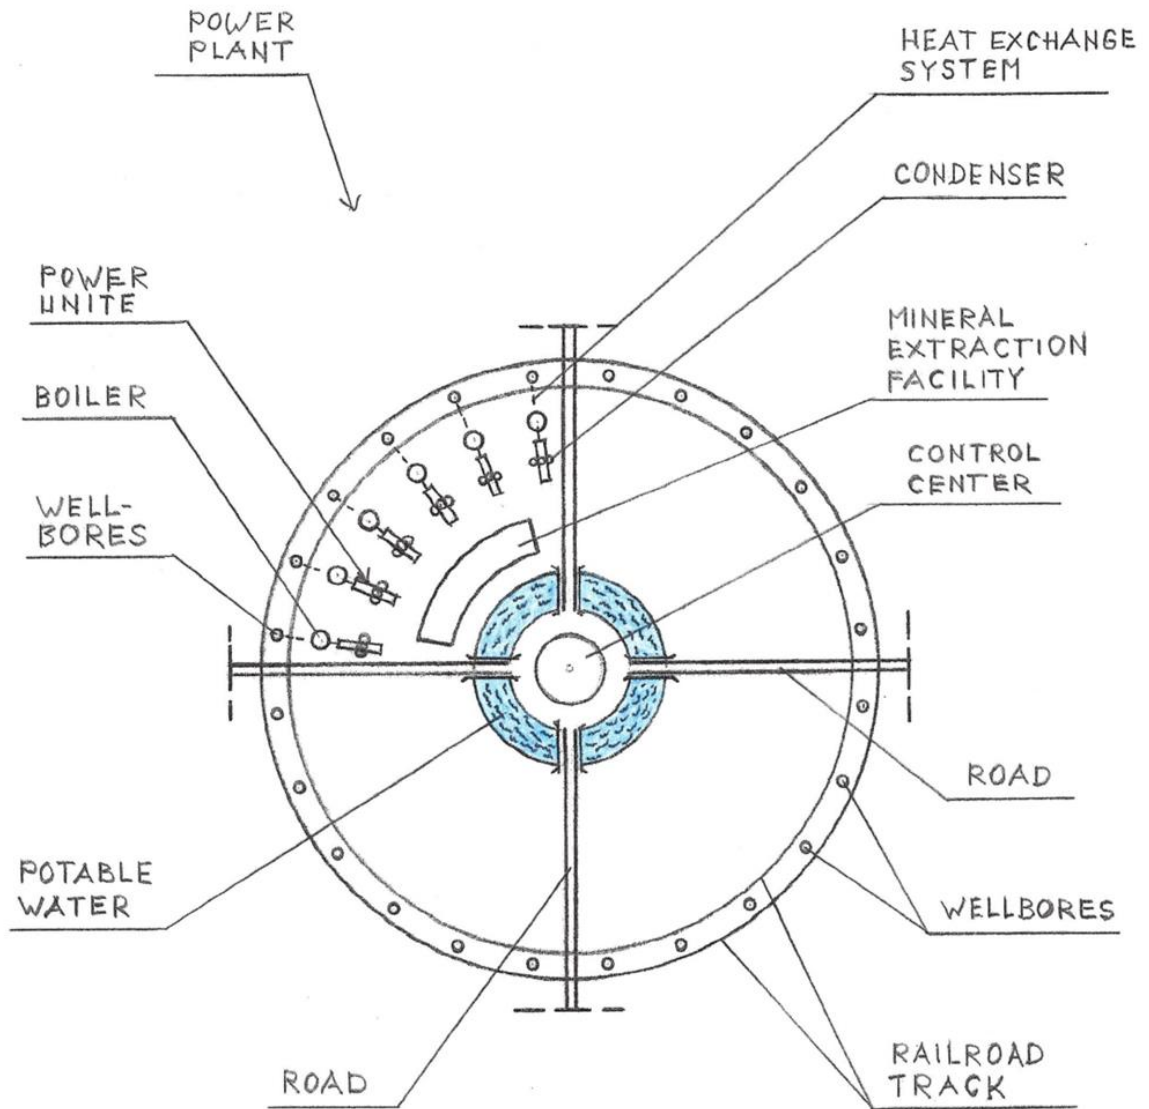 POWER
PLANT
HEAT EXCHANGE
SYSTEM
CONDENSER
POWER
UNITE
MINERAL
EXTRACTION
FACILITY
BOILER
CONTROL
CENTER
WELL-
BORES
ROAD
POTABLE
WATER
WELLBORES
RAILROAD
TRACK
ROAD